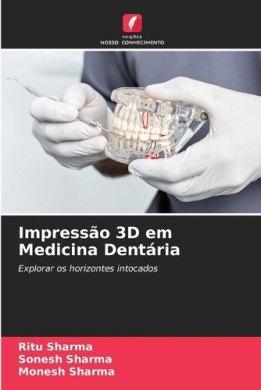 edições
NOSSO CONHECIMENTO
Impressão 3D em
Medicina Dentária
Explorar os horizontes intocados
Ritu Sharma
Sonesh Sharma
Monesh Sharma